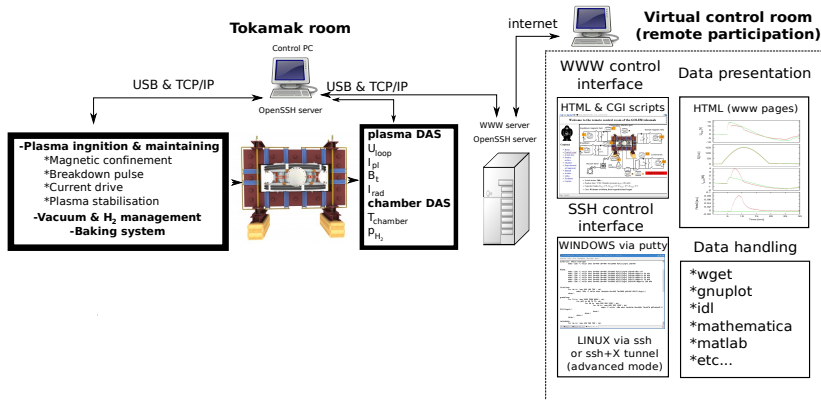 Tokamak room
Control PC
USB & TCP/IP
USB & TCP/IP
OpenSSH server
-Plasma ingnition & maintaining
*Magnetic confinement
*Breakdown pulse
*Current drive
*Plasma stabilisation
-Vacuum & H2 management
-Baking system
plasma DAS
Uloop
Ipl
Bt
Irad
chamber DAS
Tchamber
pH2
WWW server
OpenSSH server
internet
Virtual control room
(remote participation)
WWW control
interface
HTML & CGI scripts
SSH control
interface
WINDOWS via putty
LINUX via ssh
or ssh+X tunnel
(advanced mode)
Data presentation
HTML (www pages)
Data handling
*wget
*gnuplot
*idl
*mathematica
*matlab
*etc...